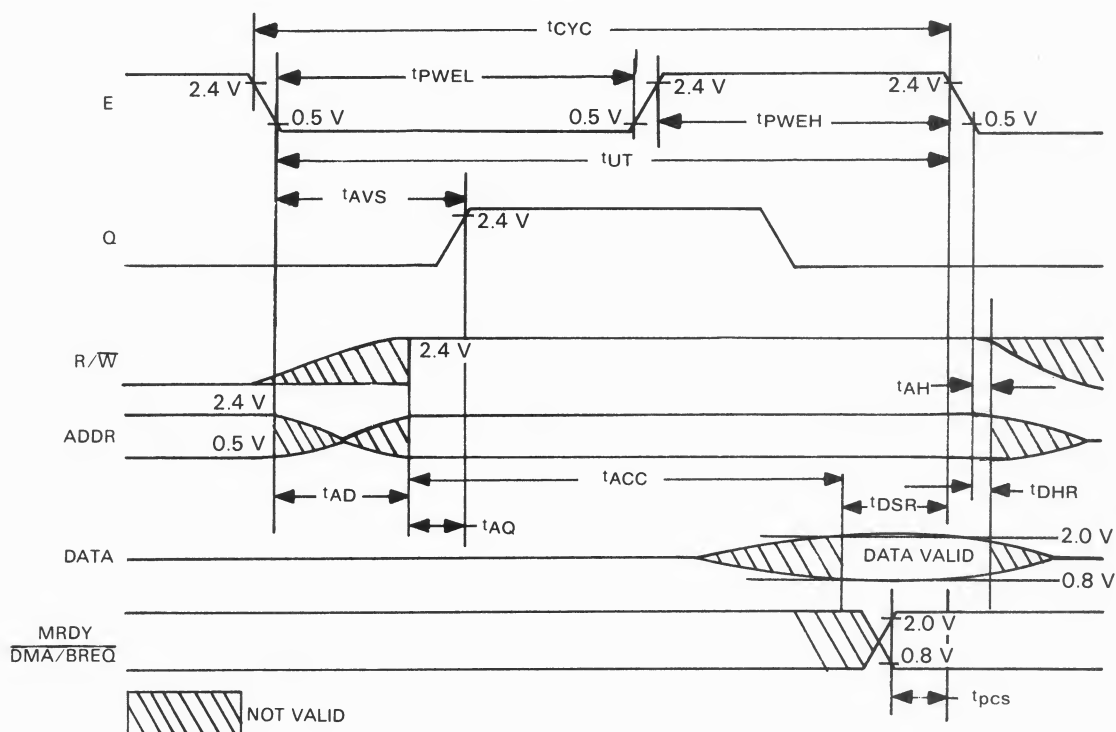 tCYC
tPWEL
E
2.4 V
0.5 V
0.5 V
2.4 V
2.4 V
0.5 V
tPWEH
tUT
tAVS
Q
2.4 V
R/W̅
2.4 V
tAH
2.4 V
ADDR
0.5 V
tAD
tACC
tDHR
tDSR
tAQ
DATA
DATA VALID
2.0 V
0.8 V
MRDY
D̅M̅A̅/̅B̅R̅E̅Q̅
2.0 V
0.8 V
tpcs
NOT VALID